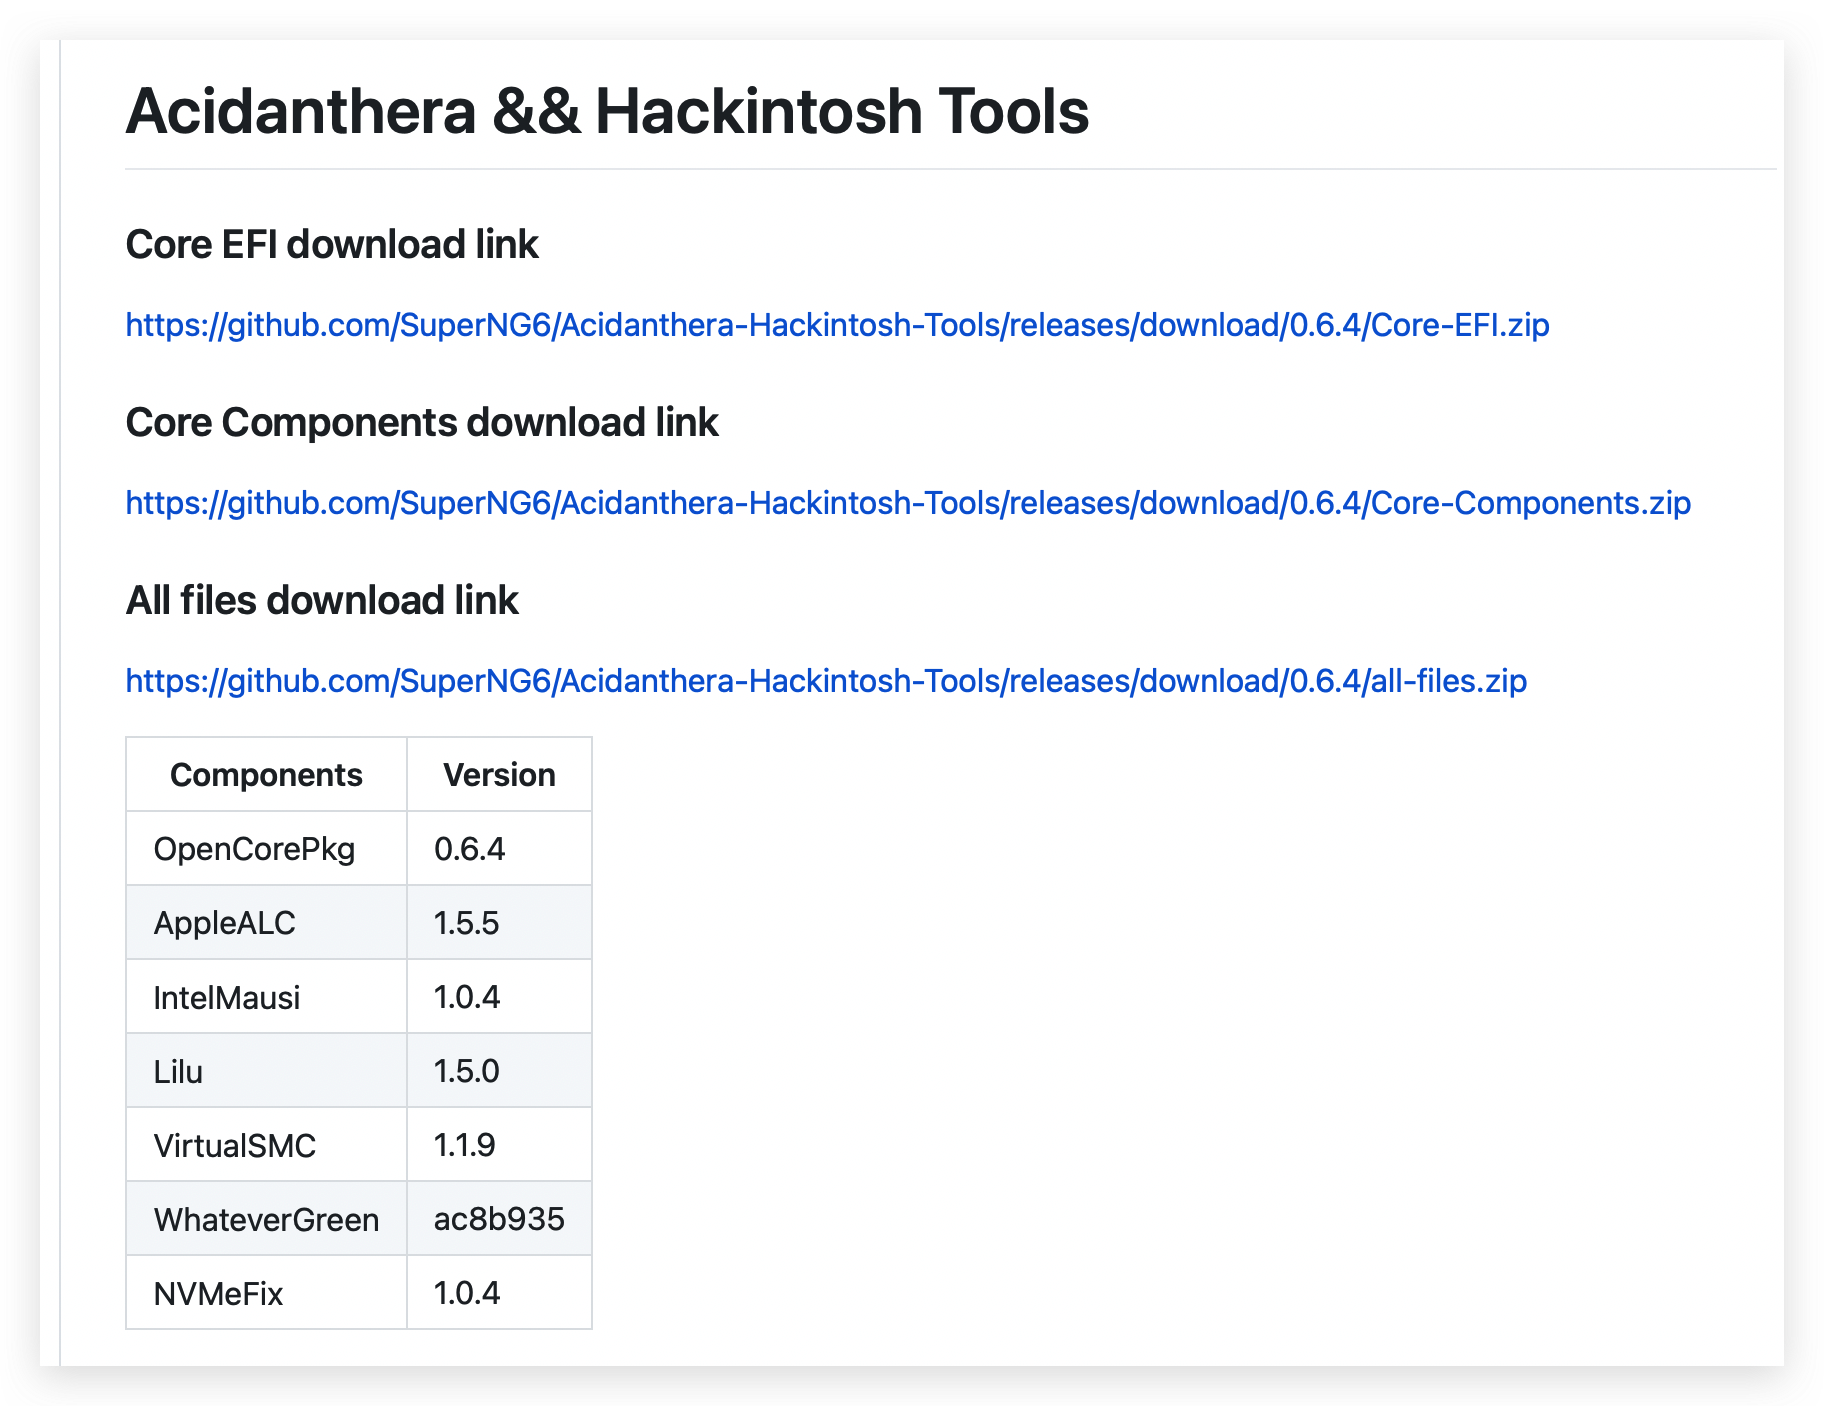 Acidanthera && Hackintosh Tools
Core EFI download link
https://github.com/SuperNG6/Acidanthera-Hackintosh-Tools/releases/download/0.6.4/Core-EFI.zip
Core Components download link
https://github.com/SuperNG6/Acidanthera-Hackintosh-Tools/releases/download/0.6.4/Core-Components.zip
All files download link
https://github.com/SuperNG6/Acidanthera-Hackintosh-Tools/releases/download/0.6.4/all-files.zip
Components Version
OpenCorePkg 0.6.4
AppleALC 1.5.5
IntelMausi 1.0.4
Lilu 1.5.0
VirtualSMC 1.1.9
WhateverGreen ac8b935
NVMeFix 1.0.4